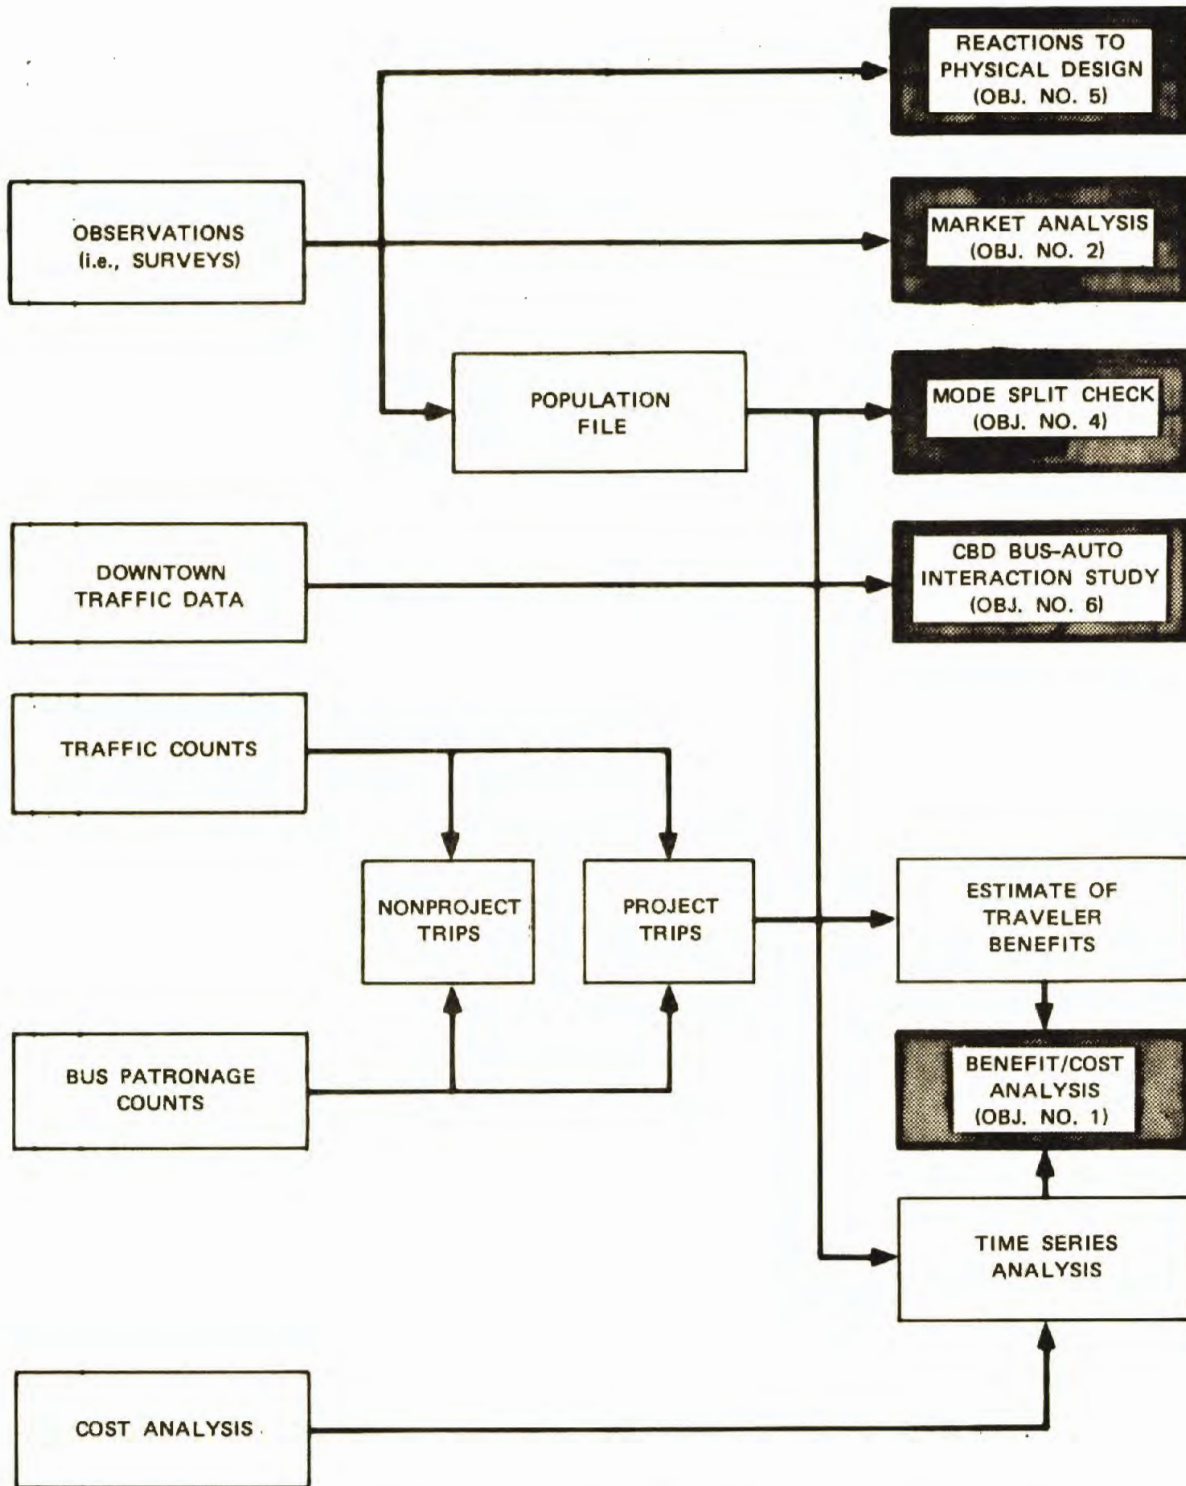 REACTIONS TO
PHYSICAL DESIGN
(OBJ. NO. 5)
OBSERVATIONS
(i.e., SURVEYS)
MARKET ANALYSIS
(OBJ. NO. 2)
POPULATION
FILE
MODE SPLIT CHECK
(OBJ. NO. 4)
DOWNTOWN
TRAFFIC DATA
CBD BUS–AUTO
INTERACTION STUDY
(OBJ. NO. 6)
TRAFFIC COUNTS
NONPROJECT
TRIPS
PROJECT
TRIPS
ESTIMATE OF
TRAVELER
BENEFITS
BUS PATRONAGE
COUNTS
BENEFIT/COST
ANALYSIS
(OBJ. NO. 1)
TIME SERIES
ANALYSIS
COST ANALYSIS